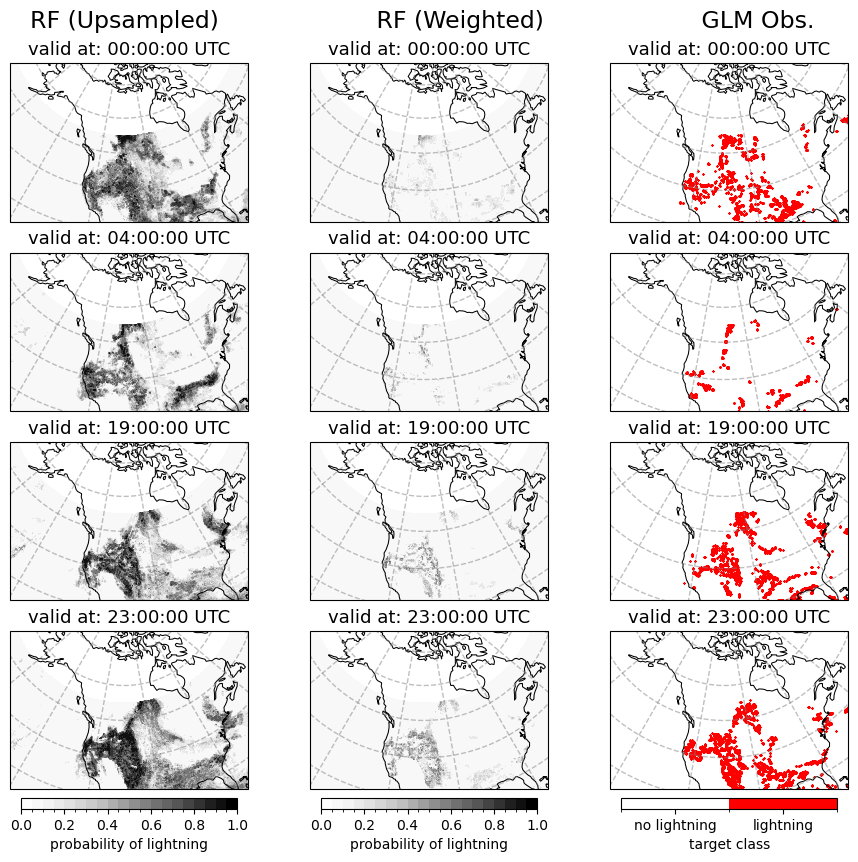 RF (Upsampled) RF (Weighted) GLM Obs.
valid at: 00:00:00 UTC valid at: 00:00:00 UTC valid at: 00:00:00 UTC
valid at: 04:00:00 UTC valid at: 04:00:00 UTC valid at: 04:00:00 UTC
valid at: 19:00:00 UTC valid at: 19:00:00 UTC valid at: 19:00:00 UTC
valid at: 23:00:00 UTC valid at: 23:00:00 UTC valid at: 23:00:00 UTC
0.0 0.2 0.4 0.6 0.8 1.0 0.0 0.2 0.4 0.6 0.8 1.0 no lightning lightning
probability of lightning probability of lightning target class